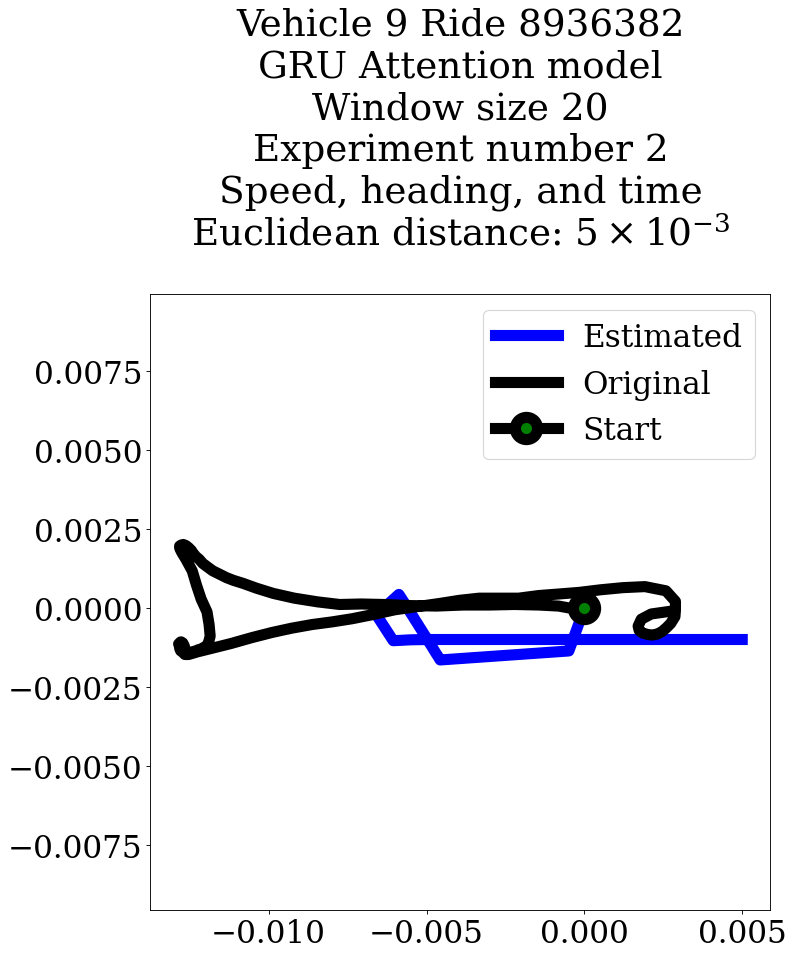 Vehicle 9 Ride 8936382
GRU Attention model
Window size 20
Experiment number 2
Speed, heading, and time
Euclidean distance: 5 × 10⁻³
Estimated
Original
Start
0.0075
0.0050
0.0025
0.0000
−0.0025
−0.0050
−0.0075
−0.010
−0.005
0.000
0.005